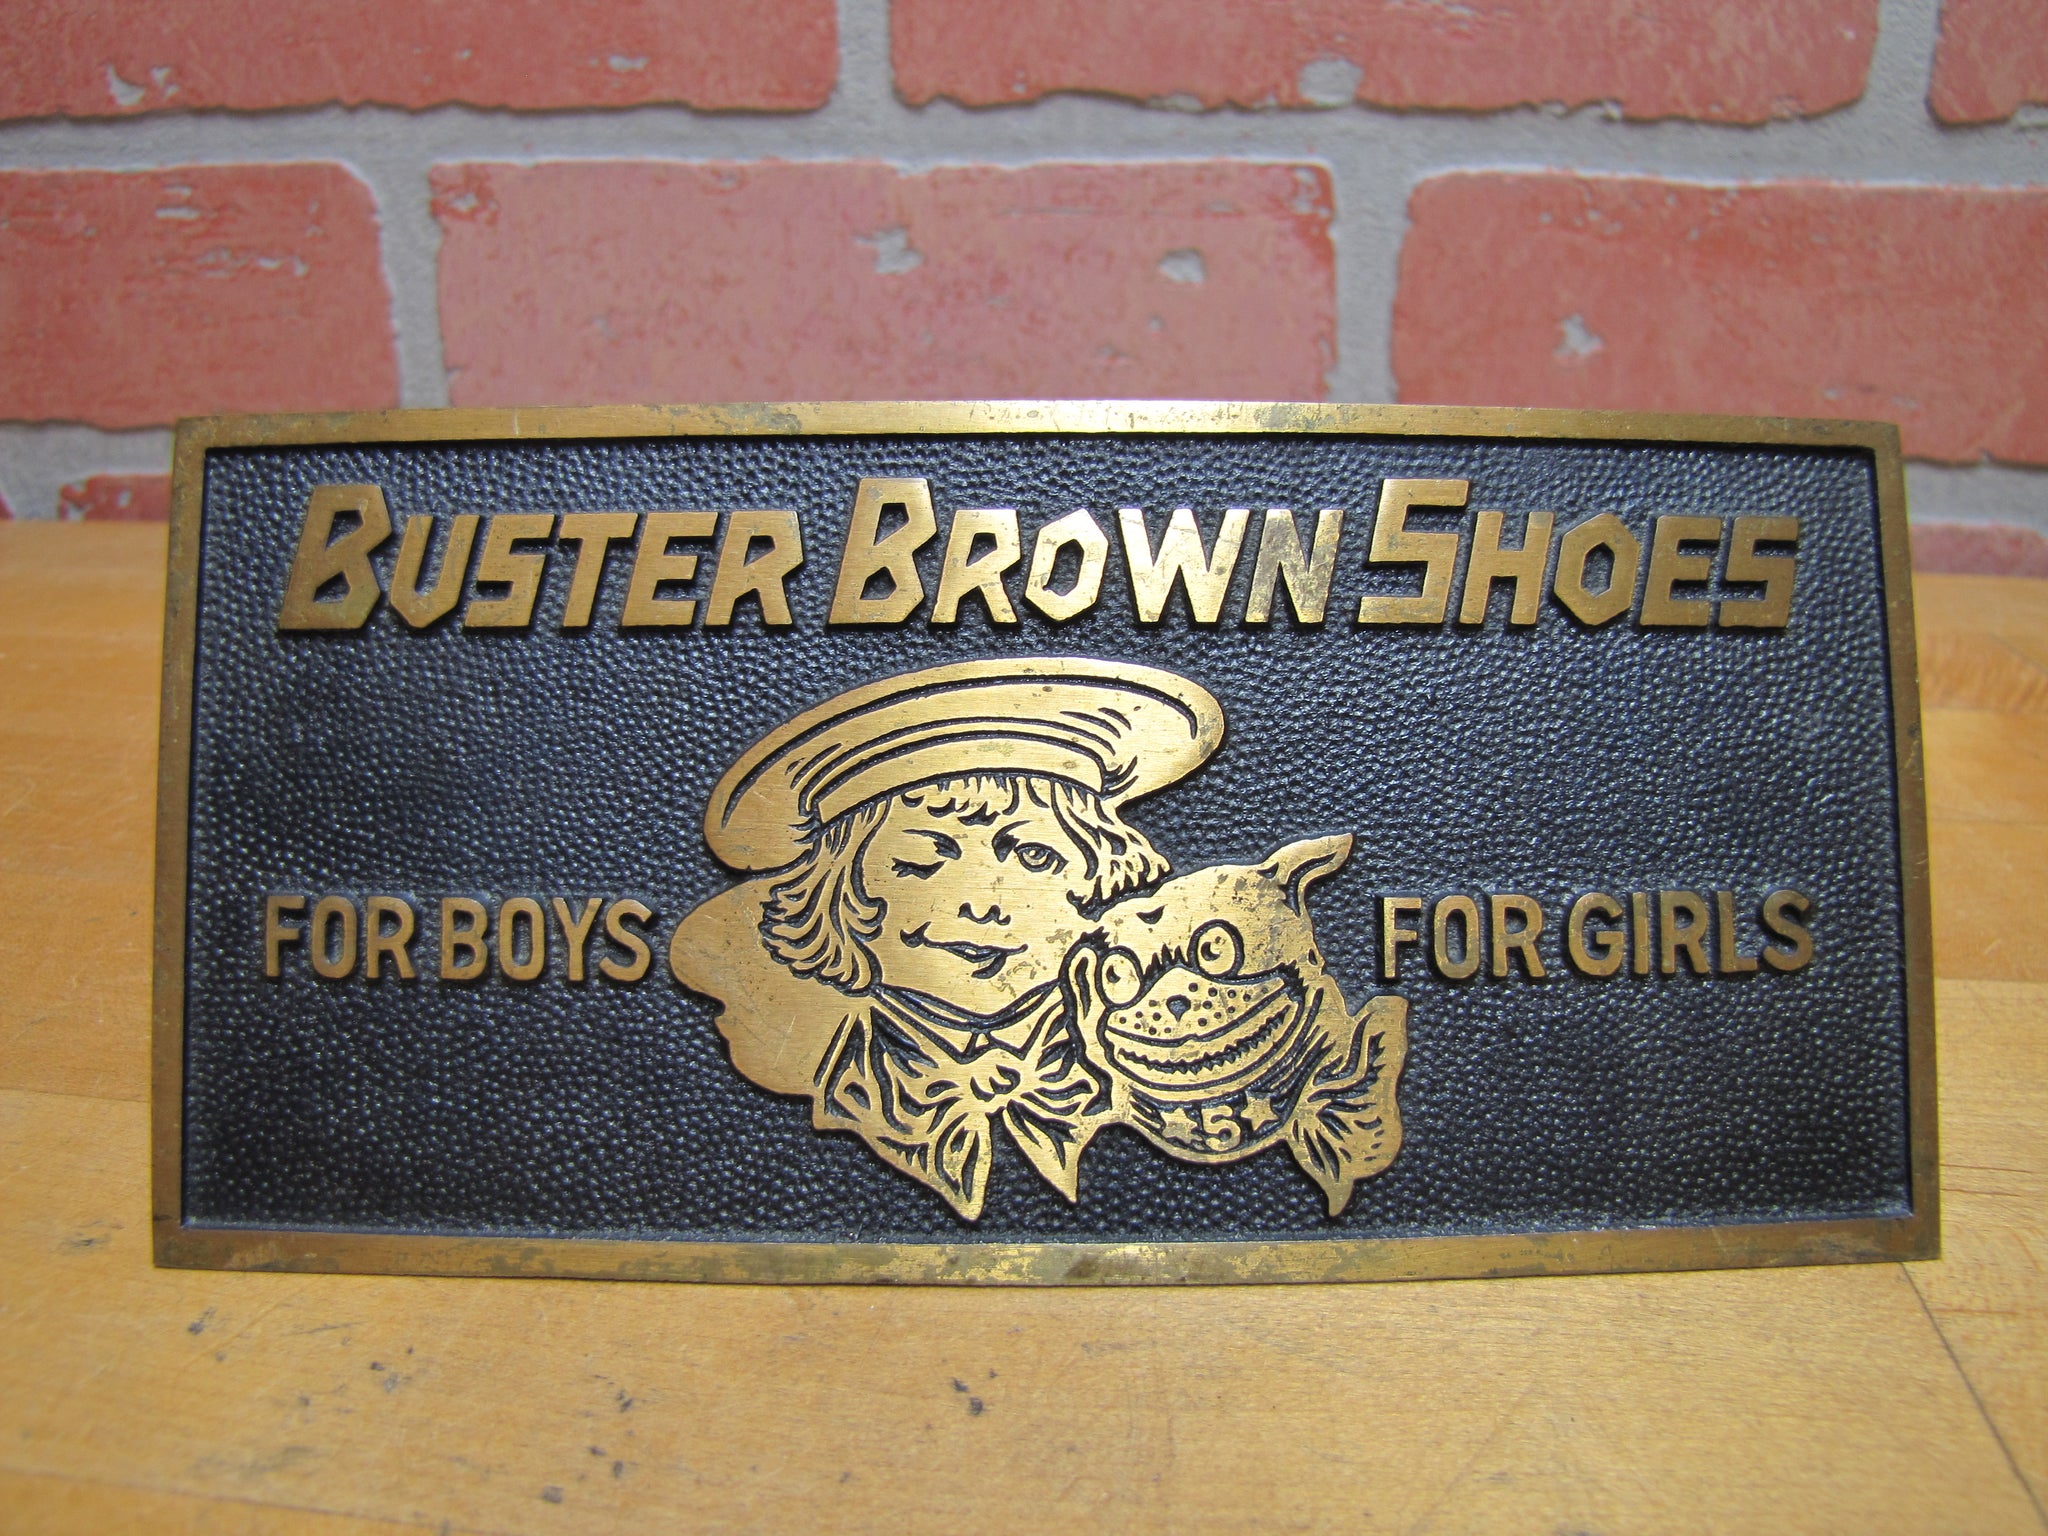 BUSTER BROWN SHOES
FOR BOYS FOR GIRLS
★5★